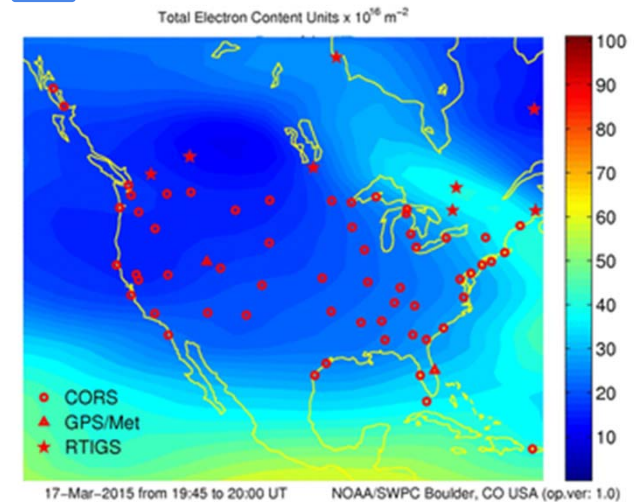 Total Electron Content Units x 10¹⁶ m⁻²
100
90
80
70
60
50
40
30
20
10
CORS
GPS/Met
RTIGS
17-Mar-2015 from 19:45 to 20:00 UT
NOAA/SWPC Boulder, CO USA (op.ver: 1.0)